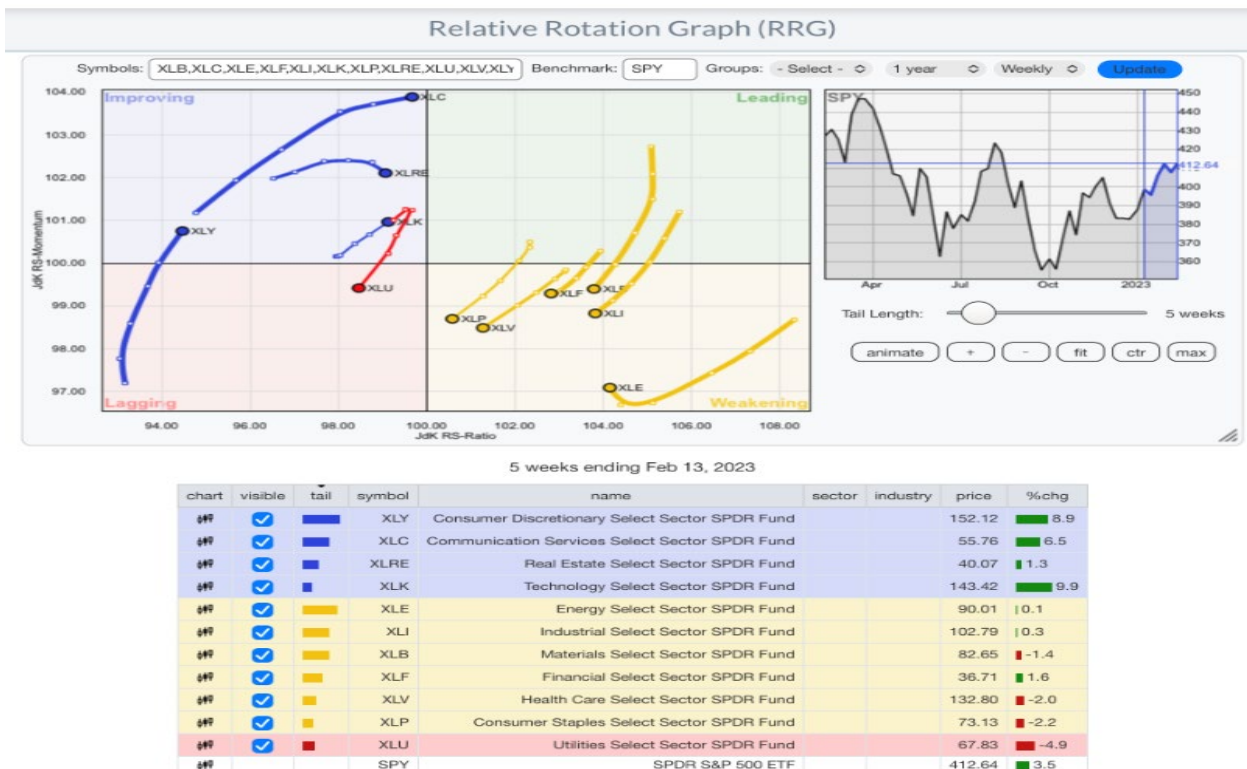 Relative Rotation Graph (RRG)
Symbols: XLB,XLC,XLE,XLF,XLI,XLK,XLP,XLRE,XLU,XLV,XLY Benchmark: SPY Groups: - Select - 1 year Weekly Update
104.00
103.00
102.00
101.00
100.00
99.00
98.00
97.00
JdK RS-Momentum
Improving
Leading
Lagging
Weakening
XLC
XLRE
XLK
XLY
XLU
XLP
XLV
XLF
XLI
XLE
94.00 96.00 98.00 100.00 102.00 104.00 106.00 108.00
JdK RS-Ratio
SPY
450
440
430
420
412.64
400
390
380
370
360
Apr Jul Oct 2023
Tail Length: 5 weeks
animate + - fit ctr max
5 weeks ending Feb 13, 2023
chart visible tail symbol name sector industry price %chg
XLY Consumer Discretionary Select Sector SPDR Fund 152.12 8.9
XLC Communication Services Select Sector SPDR Fund 55.76 6.5
XLRE Real Estate Select Sector SPDR Fund 40.07 1.3
XLK Technology Select Sector SPDR Fund 143.42 9.9
XLE Energy Select Sector SPDR Fund 90.01 0.1
XLI Industrial Select Sector SPDR Fund 102.79 0.3
XLB Materials Select Sector SPDR Fund 82.65 -1.4
XLF Financial Select Sector SPDR Fund 36.71 1.6
XLV Health Care Select Sector SPDR Fund 132.80 -2.0
XLP Consumer Staples Select Sector SPDR Fund 73.13 -2.2
XLU Utilities Select Sector SPDR Fund 67.83 -4.9
SPY SPDR S&P 500 ETF 412.64 3.5